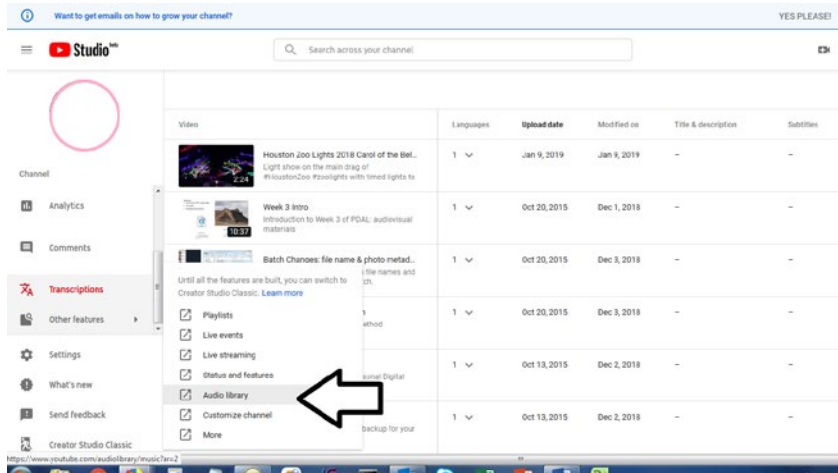 Want to get emails on how to grow your channel?
YES PLEASE!
Studio beta
Search across your channel
Video
Languages
Upload date
Modified on
Title & description
Subtitles
Channel
Analytics
Comments
Transcriptions
Other features
Settings
What's new
Send feedback
Creator Studio Classic
Houston Zoo Lights 2018 Carol of the Bel...
Light show on the main drag of
#HoustonZoo #zoolights with timed lights to
2:24
1
Jan 9, 2019
Jan 9, 2019
–
–
Week 3 Intro
Introduction to Week 3 of PDAL: audiovisual
materials
10:37
1
Oct 20, 2015
Dec 1, 2018
–
–
Batch Changes: file name & photo metad...
file names and
1
Oct 20, 2015
Dec 3, 2018
–
–
1
Oct 20, 2015
Dec 3, 2018
–
–
sonal Digital
1
Oct 13, 2015
Dec 2, 2018
–
–
backup for your
1
Oct 13, 2015
Dec 2, 2018
–
–
Until all the features are built, you can switch to
Creator Studio Classic. Learn more
Playlists
Live events
Live streaming
Status and features
Audio library
Customize channel
More
https://www.youtube.com/audiolibrary/music?ar=2